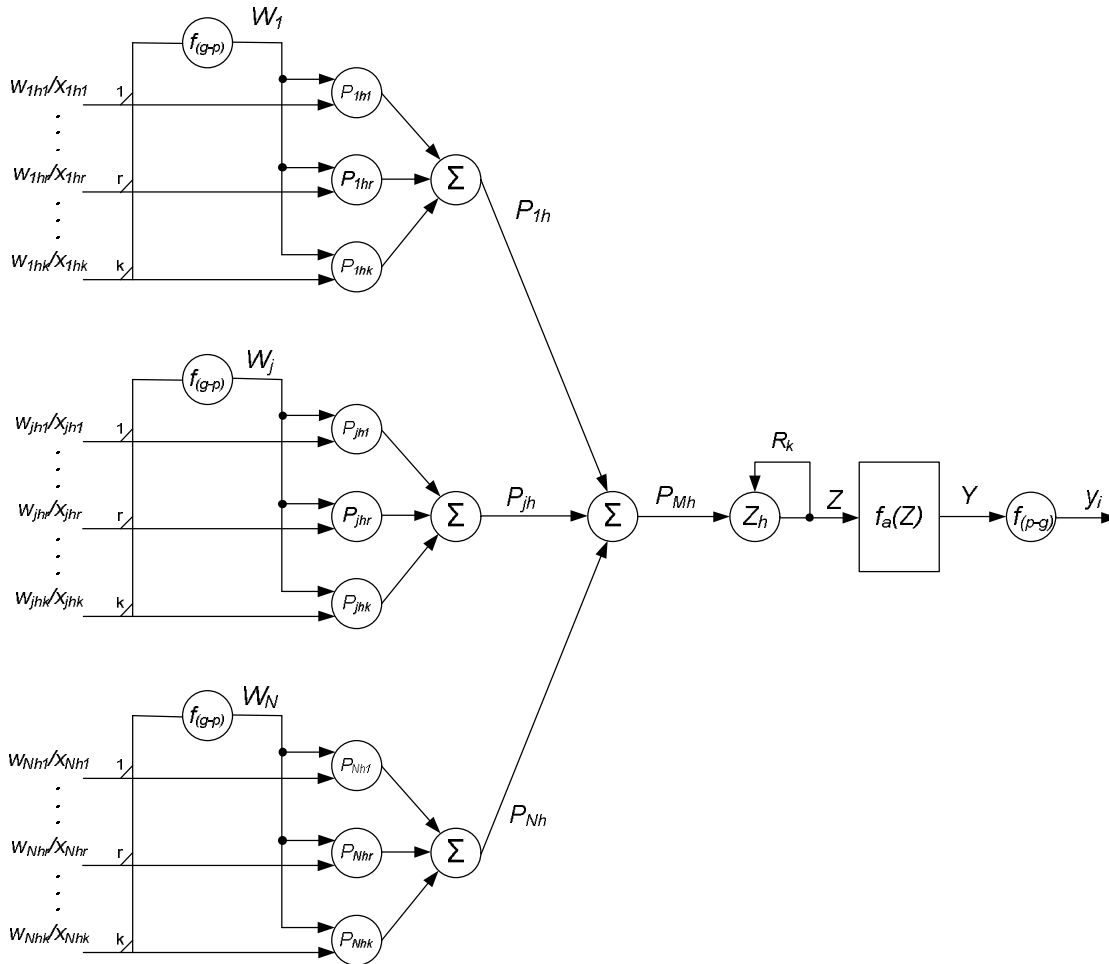 f(g-p)
W1
w1h1/x1h1
1
P1h1
w1hr/x1hr
r
P1hr
Σ
P1h
w1hk/x1hk
k
P1hk
f(g-p)
Wj
wjh1/xjh1
1
Pjh1
wjhr/xjhr
r
Pjhr
Σ
Pjh
wjhk/xjhk
k
Pjhk
Σ
PMh
Rk
Zh
Z
fa(Z)
Y
f(p-g)
yi
f(g-p)
WN
wNh1/xNh1
1
PNh1
wNhr/xNhr
r
PNhr
Σ
PNh
wNhk/xNhk
k
PNhk